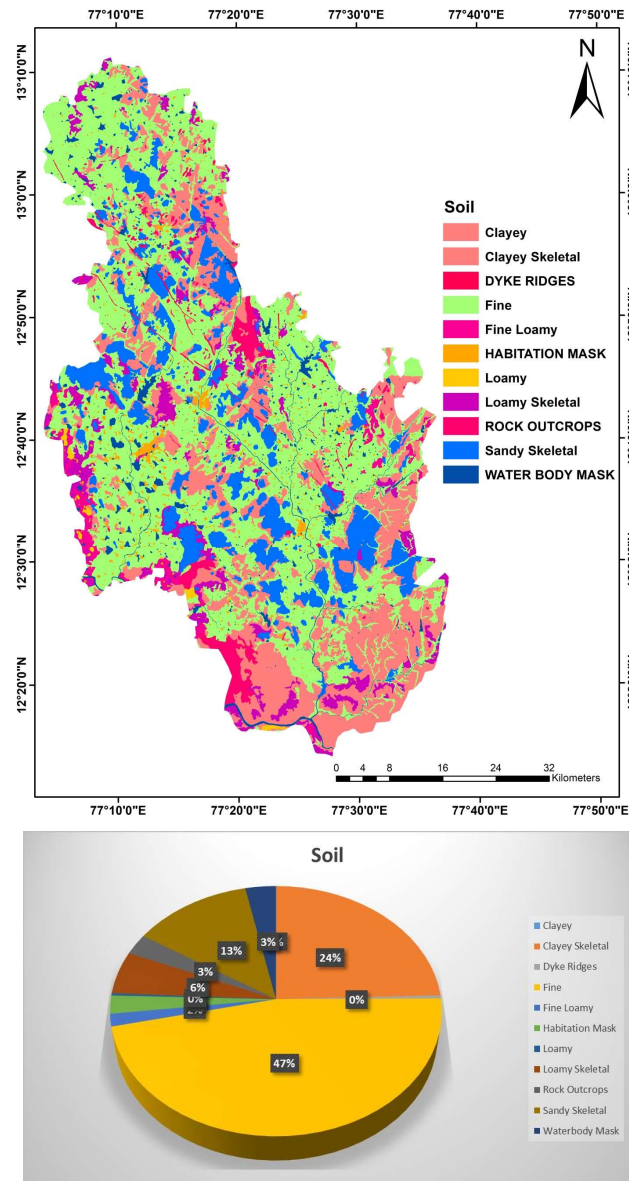 77°10'0"N 77°20'0"N 77°30'0"N 77°40'0"N 77°50'0"N
N
13°10'0"N
13°0'0"N
12°50'0"N
12°40'0"N
12°30'0"N
12°20'0"N
Soil
Clayey
Clayey Skeletal
DYKE RIDGES
Fine
Fine Loamy
HABITATION MASK
Loamy
Loamy Skeletal
ROCK OUTCROPS
Sandy Skeletal
WATER BODY MASK
0 2 4 8 16 24 32
Kilometers
77°10'0"E 77°20'0"E 77°30'0"E 77°40'0"E 77°50'0"E
Soil
3%
13%
24%
3%
6%
0%
0%
2%
47%
Clayey
Clayey Skeletal
Dyke Ridges
Fine
Fine Loamy
Habitation Mask
Loamy
Loamy Skeletal
Rock Outcrops
Sandy Skeletal
Waterbody Mask